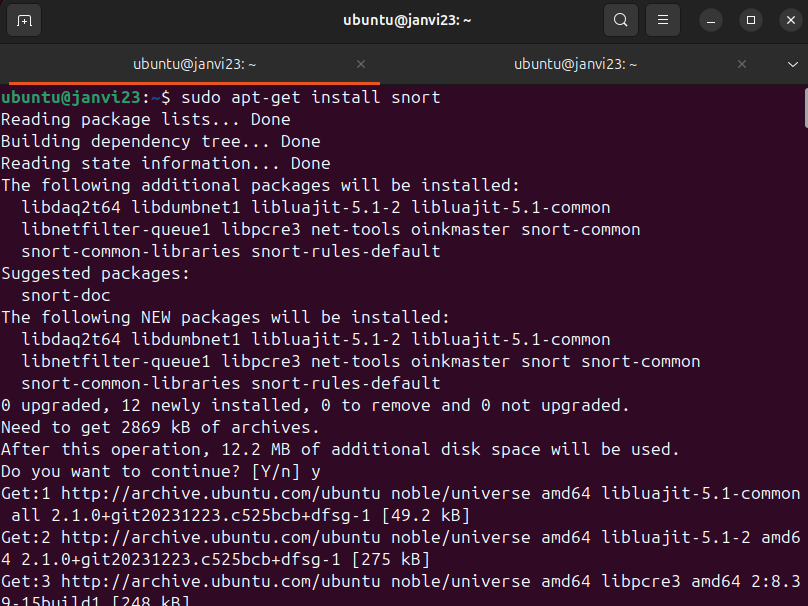 ubuntu@janvi23: ~
ubuntu@janvi23: ~
ubuntu@janvi23: ~
ubuntu@janvi23:~$ sudo apt-get install snort
Reading package lists... Done
Building dependency tree... Done
Reading state information... Done
The following additional packages will be installed:
  libdaq2t64 libdumbnet1 libluajit-5.1-2 libluajit-5.1-common
  libnetfilter-queue1 libpcre3 net-tools oinkmaster snort-common
  snort-common-libraries snort-rules-default
Suggested packages:
  snort-doc
The following NEW packages will be installed:
  libdaq2t64 libdumbnet1 libluajit-5.1-2 libluajit-5.1-common
  libnetfilter-queue1 libpcre3 net-tools oinkmaster snort snort-common
  snort-common-libraries snort-rules-default
0 upgraded, 12 newly installed, 0 to remove and 0 not upgraded.
Need to get 2869 kB of archives.
After this operation, 12.2 MB of additional disk space will be used.
Do you want to continue? [Y/n] y
Get:1 http://archive.ubuntu.com/ubuntu noble/universe amd64 libluajit-5.1-common
 all 2.1.0+git20231223.c525bcb+dfsg-1 [49.2 kB]
Get:2 http://archive.ubuntu.com/ubuntu noble/universe amd64 libluajit-5.1-2 amd6
4 2.1.0+git20231223.c525bcb+dfsg-1 [275 kB]
Get:3 http://archive.ubuntu.com/ubuntu noble/universe amd64 libpcre3 amd64 2:8.3
9-15build1 [248 kB]